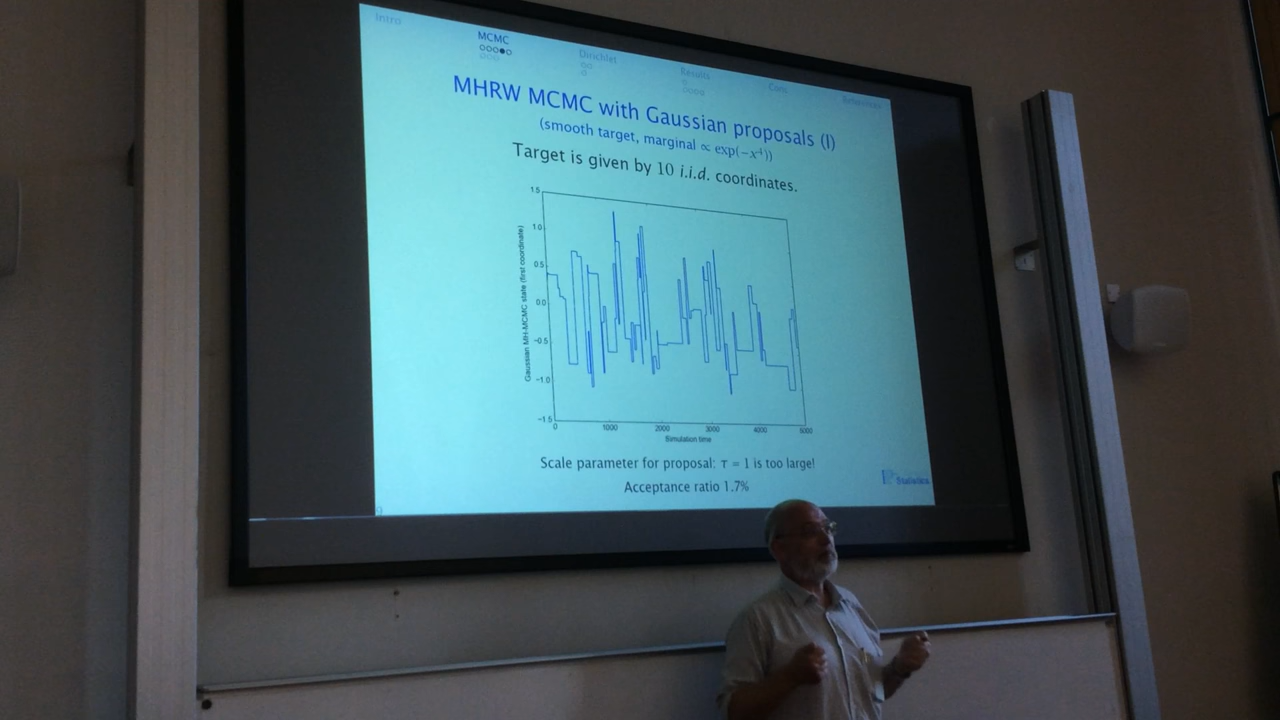 Intro
MCMC
Dirichlet
Results
Conc
References
MHRW MCMC with Gaussian proposals (I)
(smooth target, marginal ∝ exp(−x⁴))
Target is given by 10 i.i.d. coordinates.
Gaussian MH-MCMC state (first coordinate)
1.5
1.0
0.5
0.0
−0.5
−1.0
−1.5
0 1000 2000 3000 4000 5000
Simulation time
Scale parameter for proposal: τ = 1 is too large!
Acceptance ratio 1.7%
Statistics
9